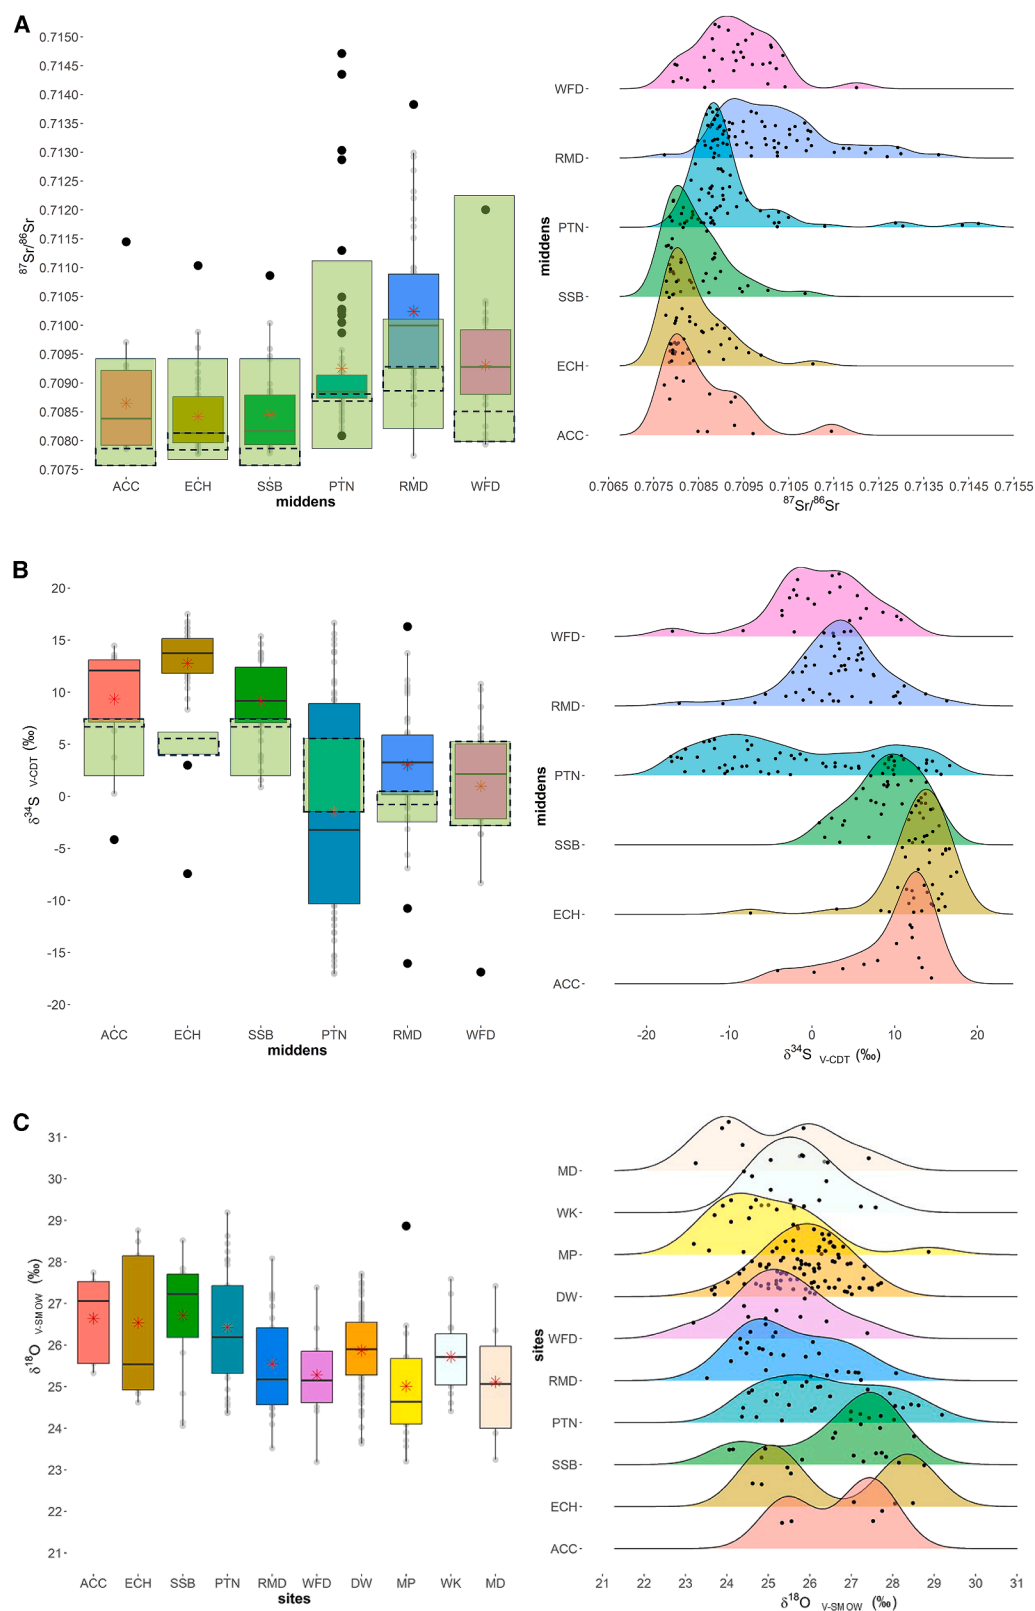 A
0.7150
0.7145
0.7140
0.7135
0.7130
0.7125
0.7120
0.7115
0.7110
0.7105
0.7100
0.7095
0.7090
0.7085
0.7080
0.7075
⁸⁷Sr/⁸⁶Sr
ACC ECH SSB PTN RMD WFD
middens
WFD
RMD
PTN
SSB
ECH
ACC
middens
0.7065 0.7075 0.7085 0.7095 0.7105 0.7115 0.7125 0.7135 0.7145 0.7155
⁸⁷Sr/⁸⁶Sr
B
20
15
10
5
0
-5
-10
-15
-20
δ³⁴S V-CDT (‰)
ACC ECH SSB PTN RMD WFD
middens
WFD
RMD
PTN
SSB
ECH
ACC
middens
-20 -10 0 10 20
δ³⁴S V-CDT (‰)
C
31
30
29
28
27
26
25
24
23
22
21
δ¹⁸O V-SMOW (‰)
ACC ECH SSB PTN RMD WFD DW MP WK MD
sites
MD
WK
MP
DW
WFD
RMD
PTN
SSB
ECH
ACC
sites
21 22 23 24 25 26 27 28 29 30 31
δ¹⁸O V-SMOW (‰)